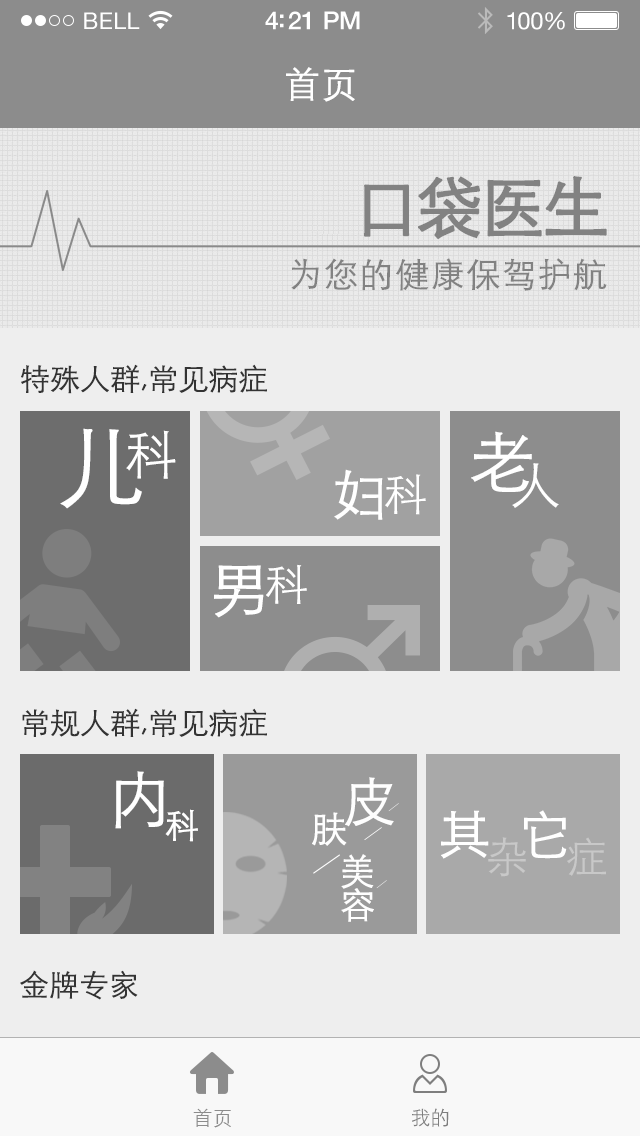 BELL 4:21 PM 100%
首页
口袋医生
为您的健康保驾护航
特殊人群,常见病症
儿科
妇科
男科
老人
常规人群,常见病症
内科
皮肤
美容
其它
杂症
金牌专家
首页
我的